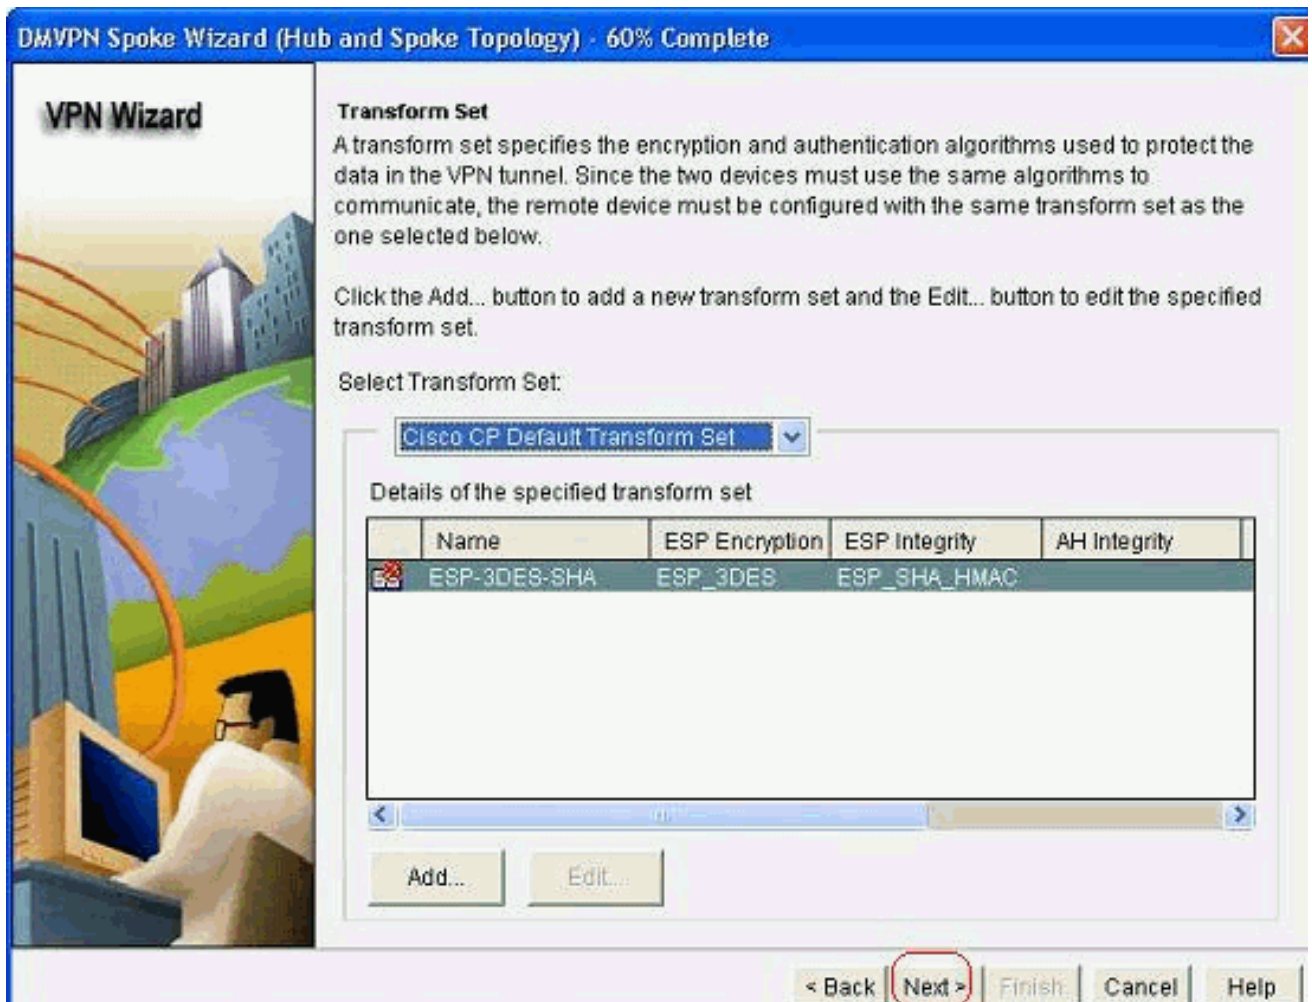 DMVPN Spoke Wizard (Hub and Spoke Topology) - 60% Complete
VPN Wizard
Transform Set
A transform set specifies the encryption and authentication algorithms used to protect the
data in the VPN tunnel. Since the two devices must use the same algorithms to
communicate, the remote device must be configured with the same transform set as the
one selected below.
Click the Add... button to add a new transform set and the Edit... button to edit the specified
transform set.
Select Transform Set:
Cisco CP Default Transform Set
Details of the specified transform set
Name ESP Encryption ESP Integrity AH Integrity
ESP-3DES-SHA ESP_3DES ESP_SHA_HMAC
Add... Edit...
< Back Next > Finish Cancel Help